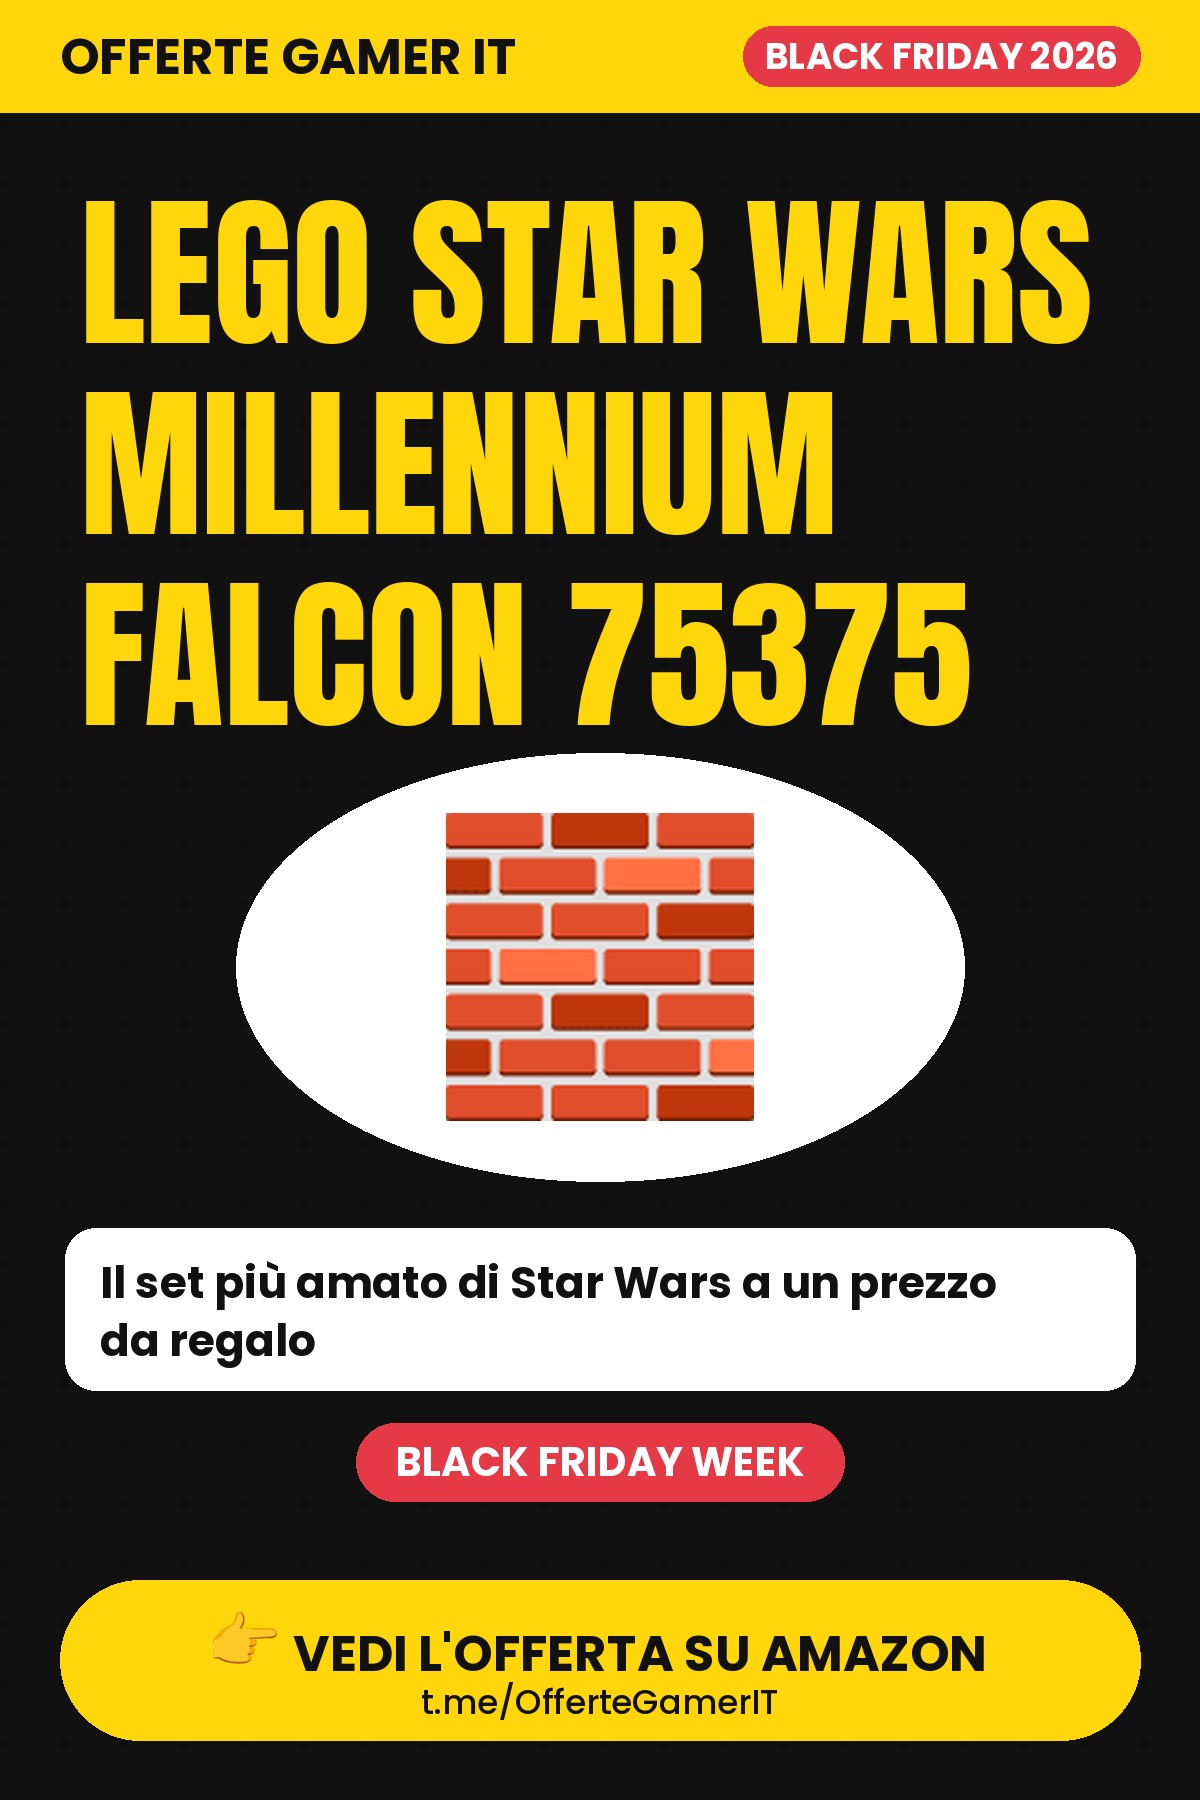 OFFERTE GAMER IT
BLACK FRIDAY 2026
LEGO STAR WARS
MILLENNIUM
FALCON 75375
Il set più amato di Star Wars a un prezzo
da regalo
BLACK FRIDAY WEEK
👉 VEDI L'OFFERTA SU AMAZON
t.me/OfferteGamerIT